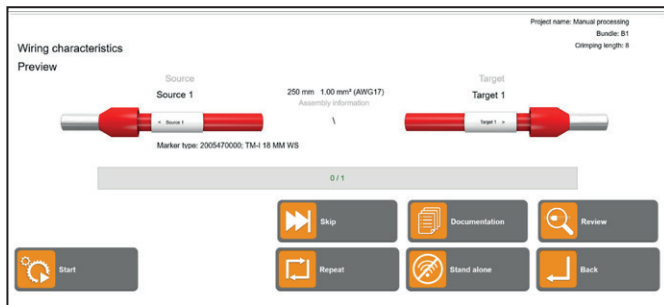 Project name: Manual processing
Bundle: B1
Crimping length: 8
Wiring characteristics
Preview
Source
Target
Source 1
250 mm 1.00 mm² (AWG17)
Target 1
Assembly information
< Source 1
\
Target 1 >
Marker type: 2005470000; TM-I 18 MM WS
0 / 1
Skip
Documentation
Review
Start
Repeat
Stand alone
Back